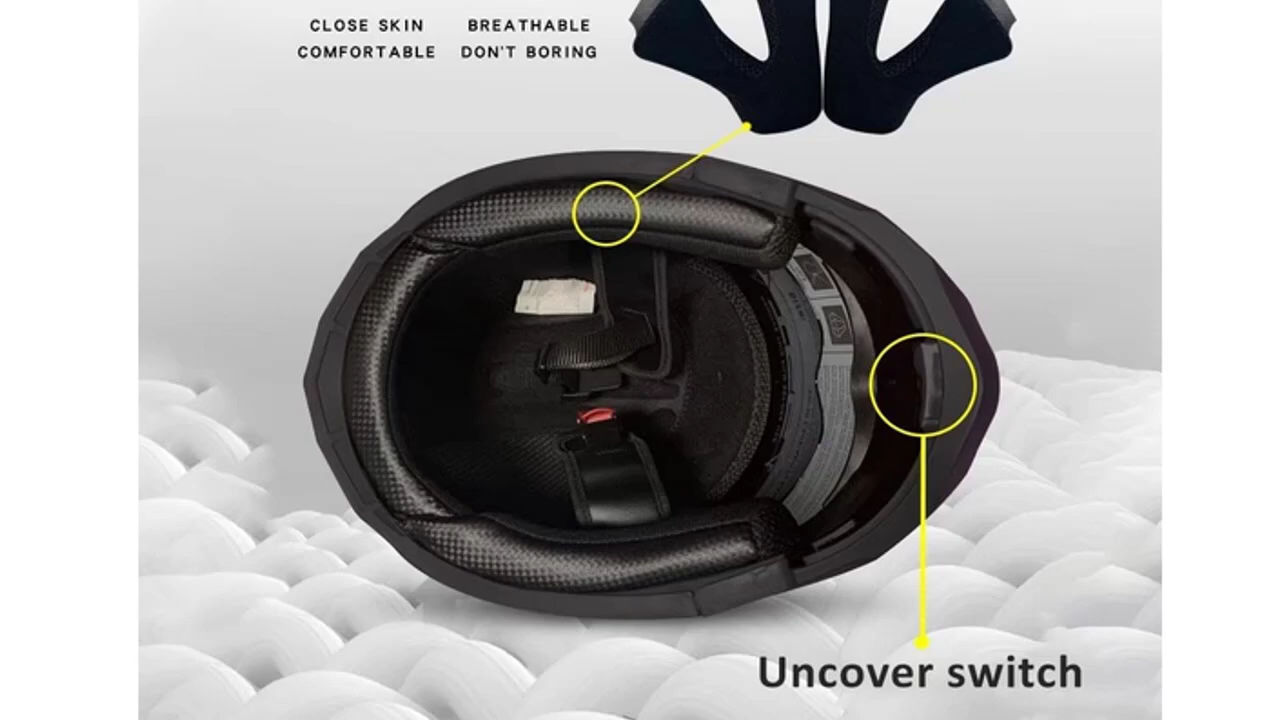 CLOSE SKIN BREATHABLE
COMFORTABLE DON'T BORING
Uncover switch